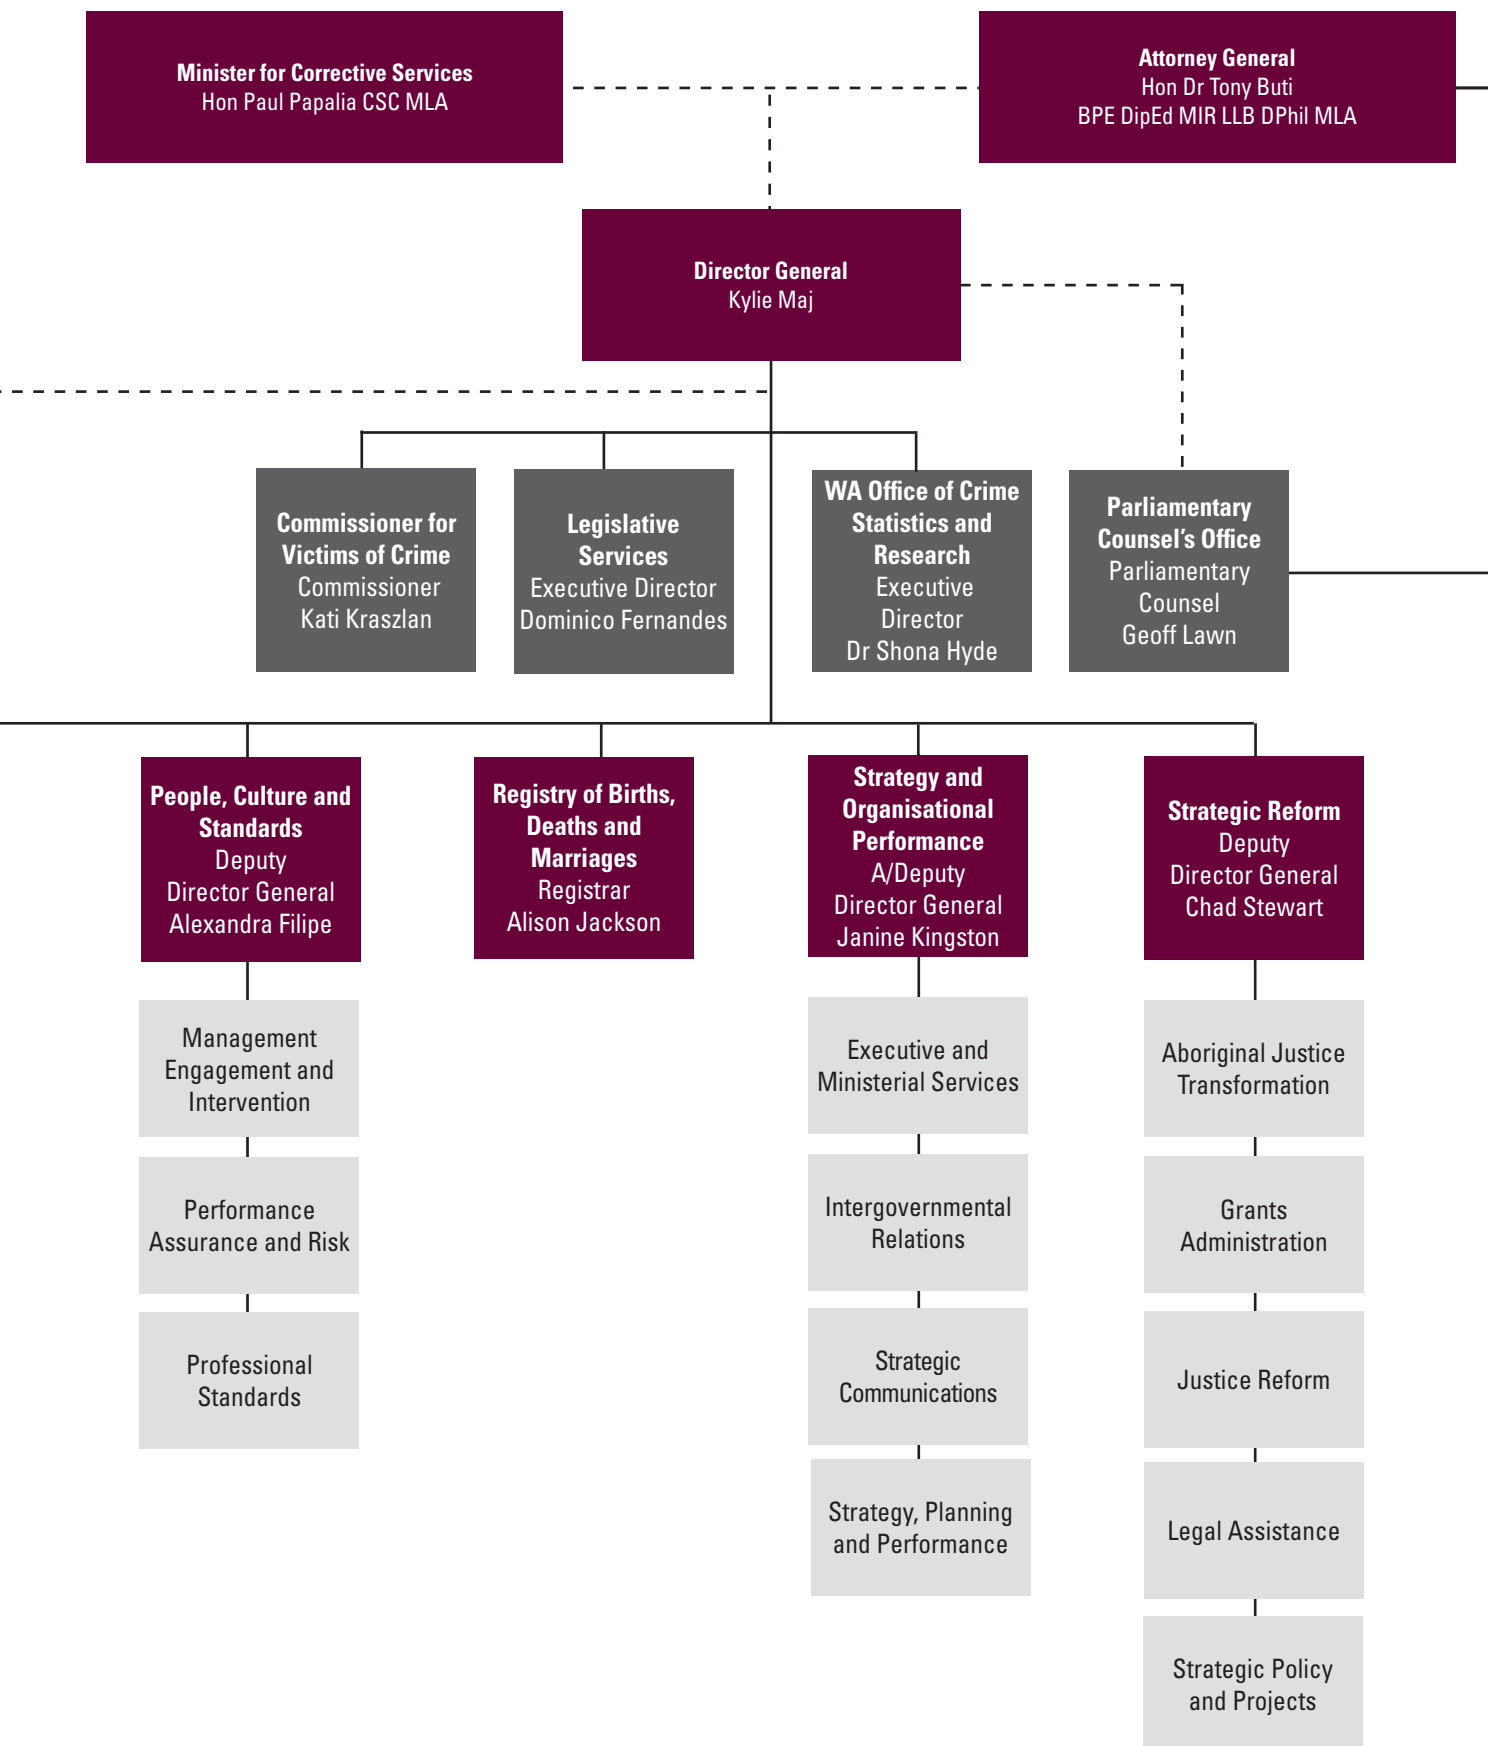 Minister for Corrective Services
Hon Paul Papalia CSC MLA
Attorney General
Hon Dr Tony Buti
BPE DipEd MIR LLB DPhil MLA
Director General
Kylie Maj
Commissioner for
Victims of Crime
Commissioner
Kati Kraszlan
Legislative
Services
Executive Director
Dominico Fernandes
WA Office of Crime
Statistics and
Research
Executive
Director
Dr Shona Hyde
Parliamentary
Counsel's Office
Parliamentary
Counsel
Geoff Lawn
People, Culture and
Standards
Deputy
Director General
Alexandra Filipe
Registry of Births,
Deaths and
Marriages
Registrar
Alison Jackson
Strategy and
Organisational
Performance
A/Deputy
Director General
Janine Kingston
Strategic Reform
Deputy
Director General
Chad Stewart
Management
Engagement and
Intervention
Performance
Assurance and Risk
Professional
Standards
Executive and
Ministerial Services
Intergovernmental
Relations
Strategic
Communications
Strategy, Planning
and Performance
Aboriginal Justice
Transformation
Grants
Administration
Justice Reform
Legal Assistance
Strategic Policy
and Projects